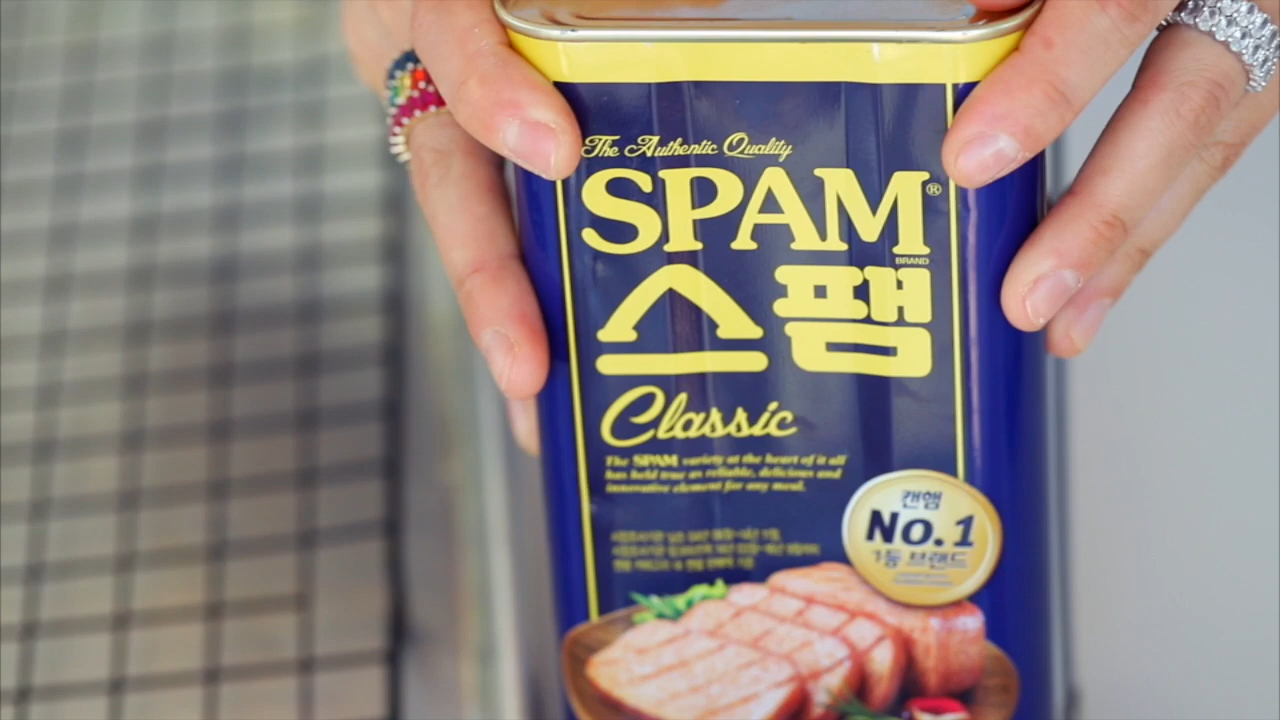 The Authentic Quality
SPAM®
BRAND
스팸
Classic
The SPAM variety at the heart of it all
has held true as reliable, delicious and
innovative element for any meal.
캔햄
No.1
1등 브랜드